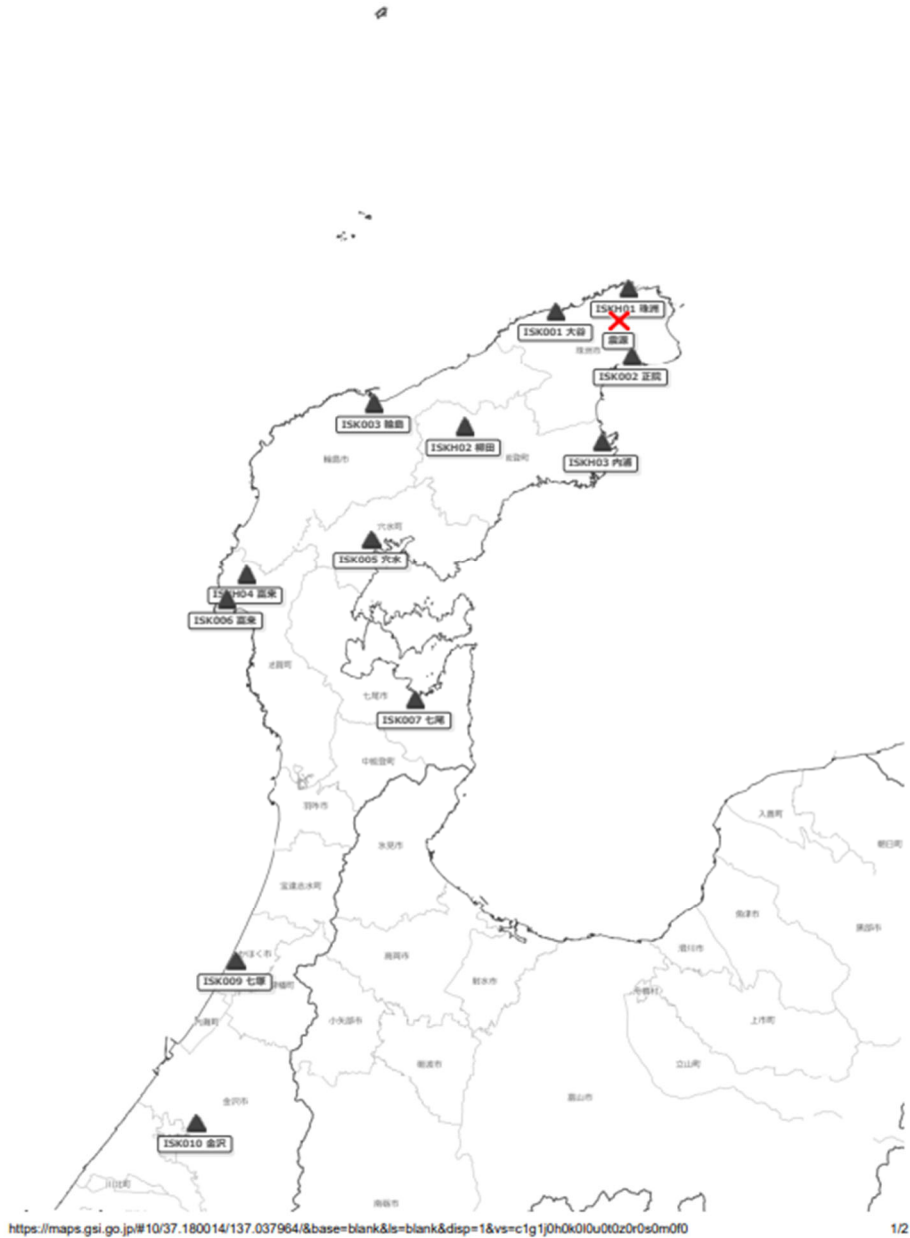 ISKH01 珠洲
ISK001 大谷
震源
珠洲市
ISK002 正院
ISK003 輪島
ISKH02 柳田
輪島市
能登町
ISKH03 内浦
穴水町
ISK005 穴水
ISKH04 富来
ISK006 富来
志賀町
七尾市
ISK007 七尾
中能登町
羽咋市
入善町
氷見市
朝日町
宝達志水町
魚津市
黒部市
かほく市
高岡市
滑川市
ISK009 七塚
津幡町
射水市
舟橋村
内灘町
小矢部市
上市町
砺波市
立山町
金沢市
富山市
ISK010 金沢
川北町
南砺市
https://maps.gsi.go.jp/#10/37.180014/137.037964/&base=blank&ls=blank&disp=1&vs=c1g1j0h0k0l0u0t0z0r0s0m0f0
1/2